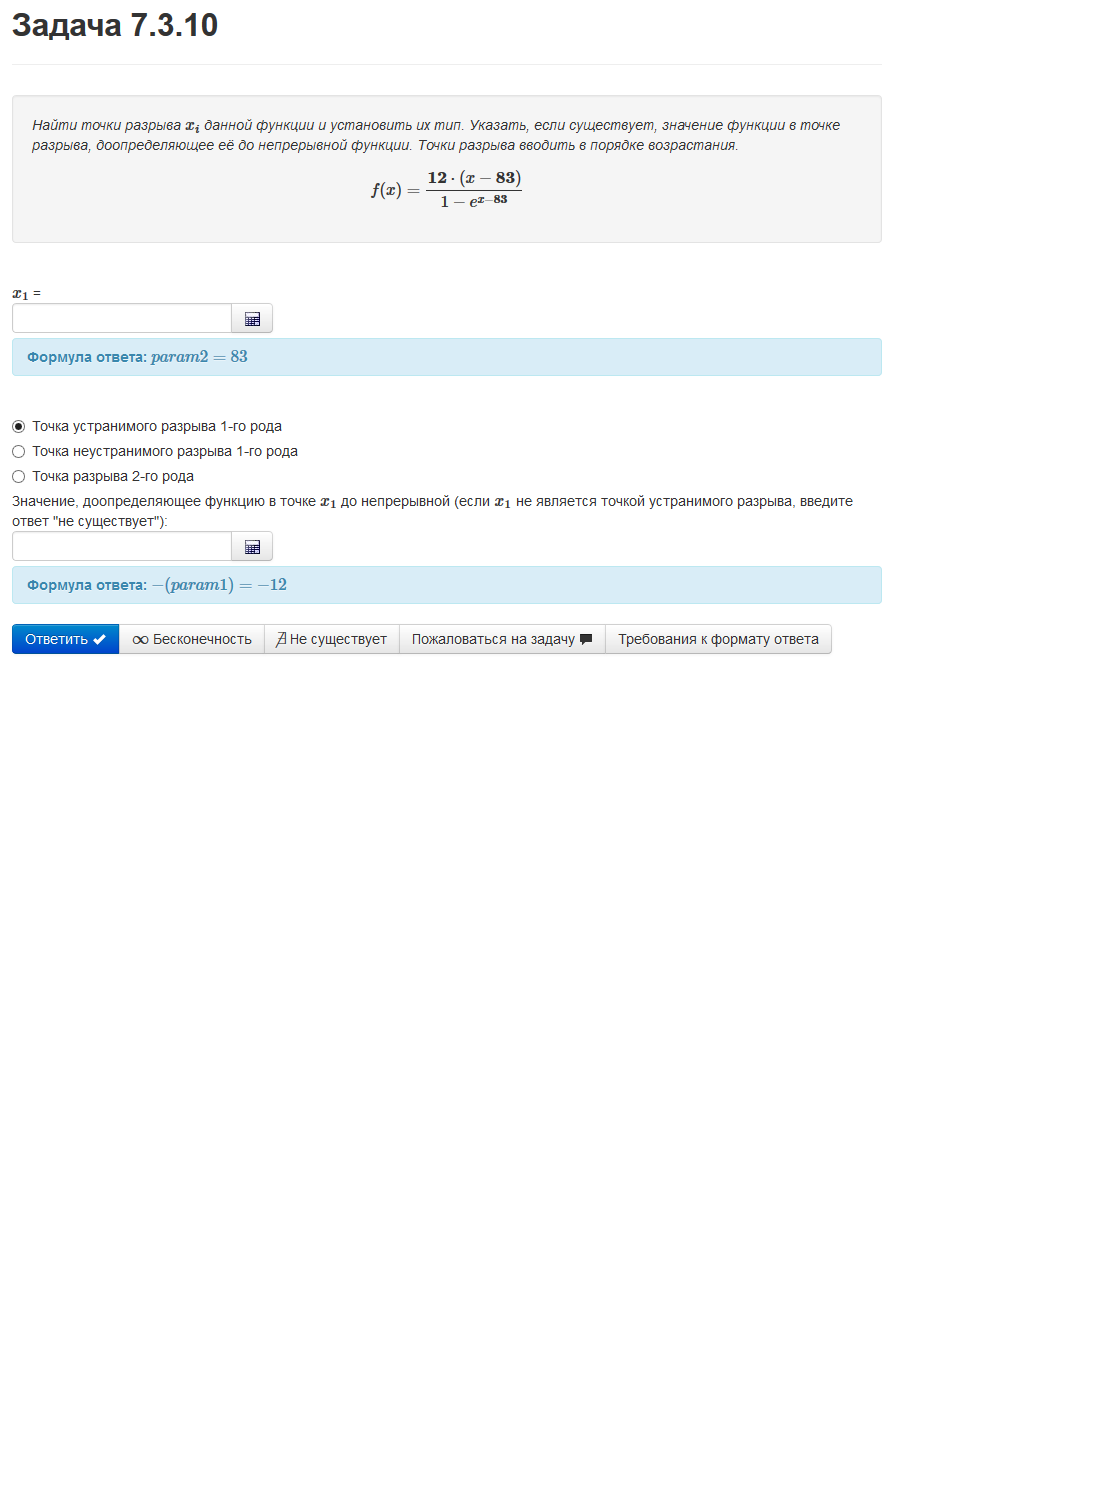 Задача 7.3.10
Найти точки разрыва x_i данной функции и установить их тип. Указать, если существует, значение функции в точке
разрыва, доопределяющее её до непрерывной функции. Точки разрыва вводить в порядке возрастания.
f(x) = \frac{12 · (x − 83)}{1 − e^{x−83}}
x_1 =
Формула ответа: param2 = 83
Точка устранимого разрыва 1-го рода
Точка неустранимого разрыва 1-го рода
Точка разрыва 2-го рода
Значение, доопределяющее функцию в точке x_1 до непрерывной (если x_1 не является точкой устранимого разрыва, введите
ответ "не существует"):
Формула ответа: −(param1) = −12
Ответить ∞ Бесконечность ∄ Не существует Пожаловаться на задачу Требования к формату ответа